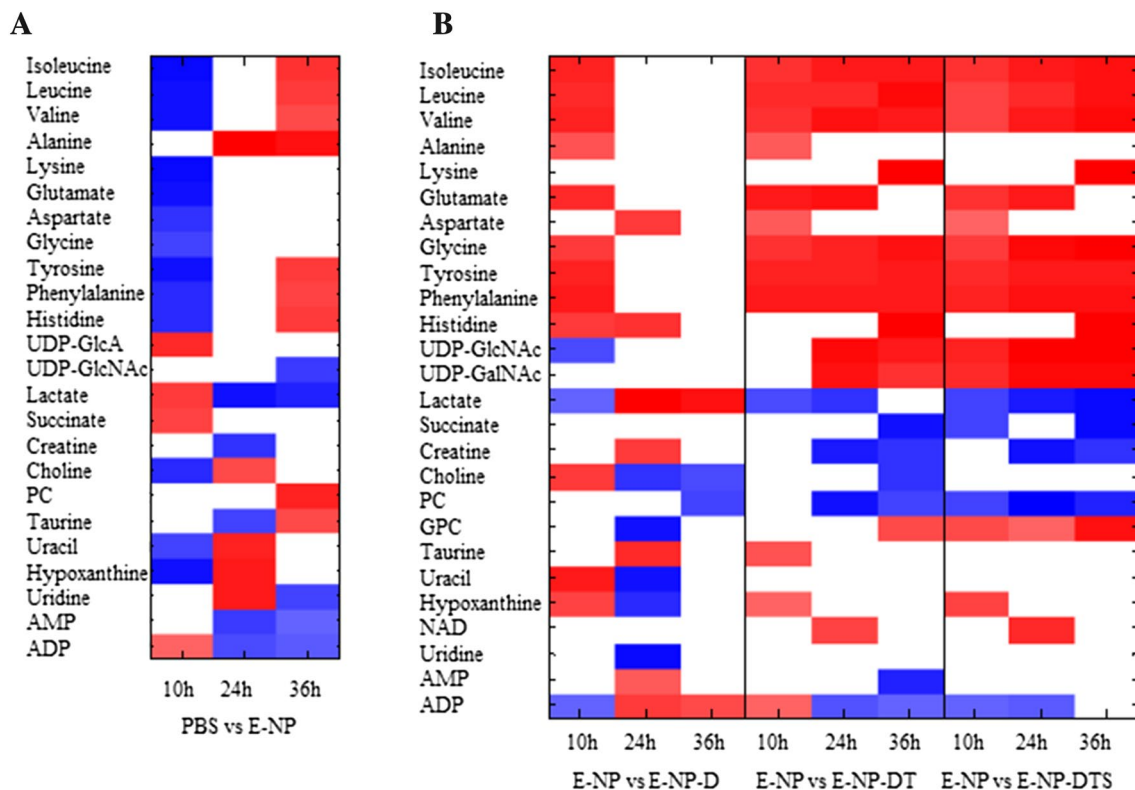 A
B
Isoleucine
Leucine
Valine
Alanine
Lysine
Glutamate
Aspartate
Glycine
Tyrosine
Phenylalanine
Histidine
UDP-GlcA
UDP-GlcNAc
Lactate
Succinate
Creatine
Choline
PC
Taurine
Uracil
Hypoxanthine
Uridine
AMP
ADP
10h 24h 36h
PBS vs E-NP
Isoleucine
Leucine
Valine
Alanine
Lysine
Glutamate
Aspartate
Glycine
Tyrosine
Phenylalanine
Histidine
UDP-GlcNAc
UDP-GalNAc
Lactate
Succinate
Creatine
Choline
PC
GPC
Taurine
Uracil
Hypoxanthine
NAD
Uridine
AMP
ADP
10h 24h 36h 10h 24h 36h 10h 24h 36h
E-NP vs E-NP-D E-NP vs E-NP-DT E-NP vs E-NP-DTS